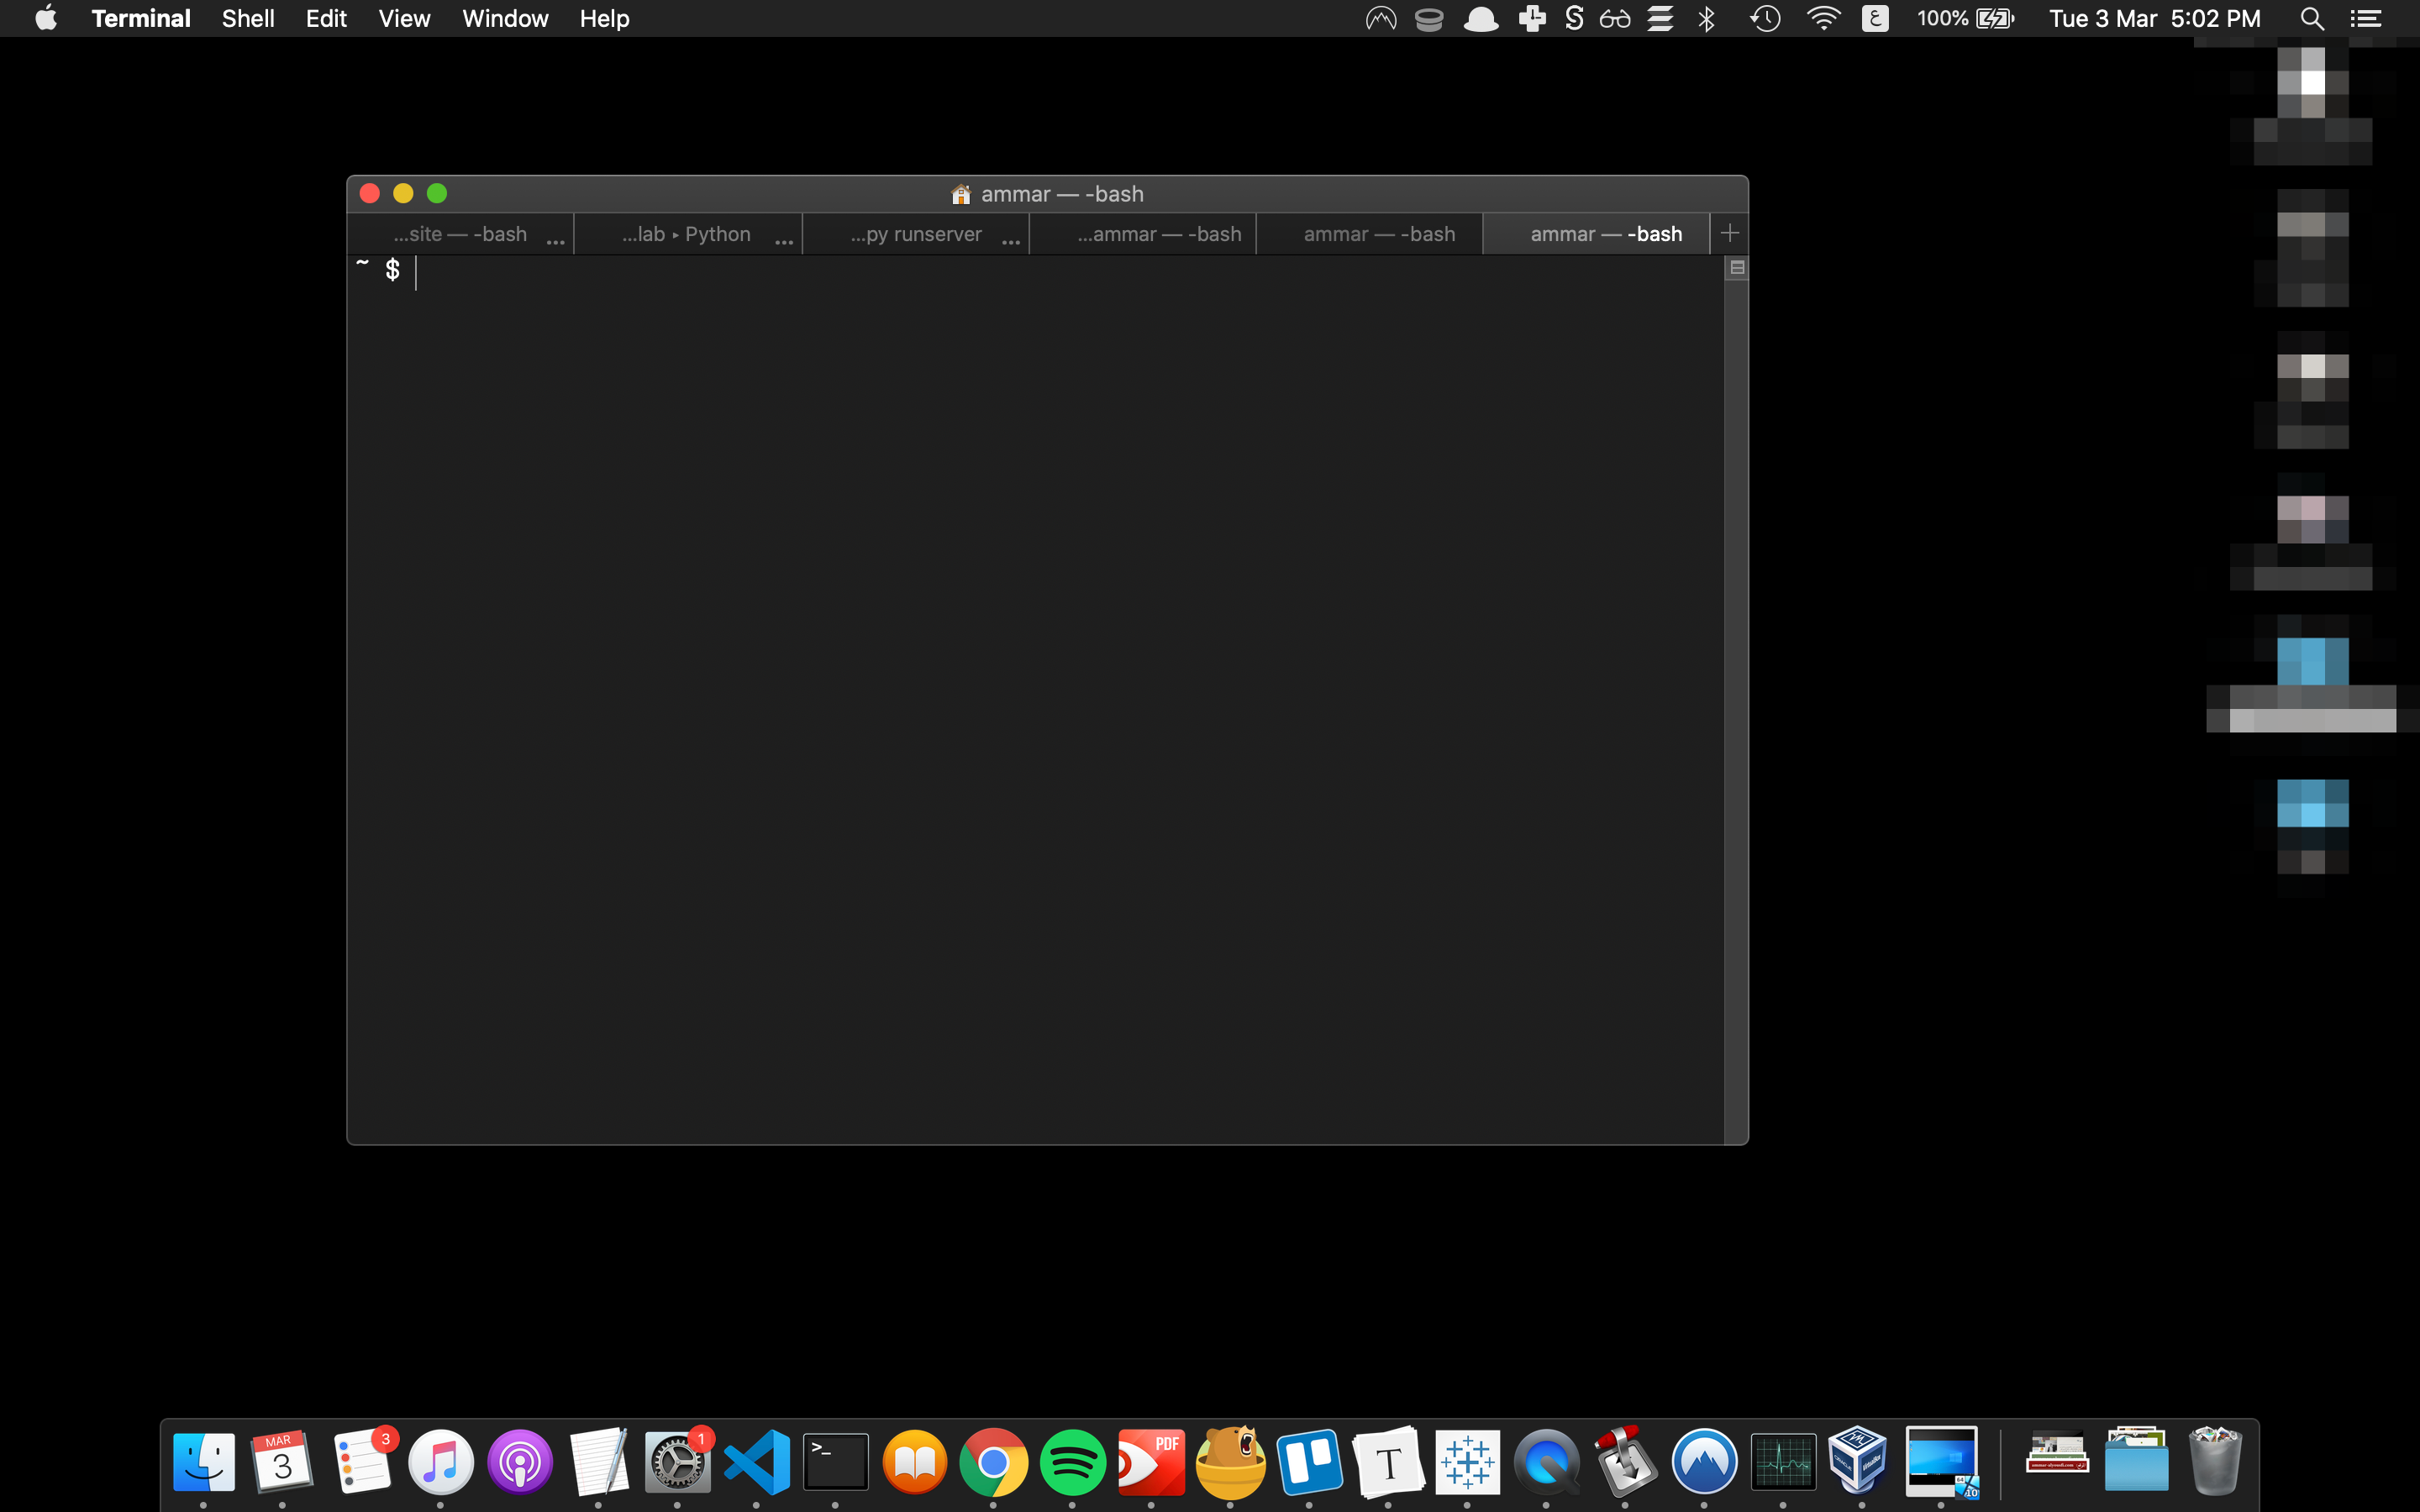 Terminal Shell Edit View Window Help ع 100% Tue 3 Mar 5:02 PM
ammar — -bash
...site — -bash ... ...lab ▸ Python ... ...py runserver ... ...ammar — -bash ammar — -bash ammar — -bash +
~ $
MAR 3 3 1 >_ PDF T